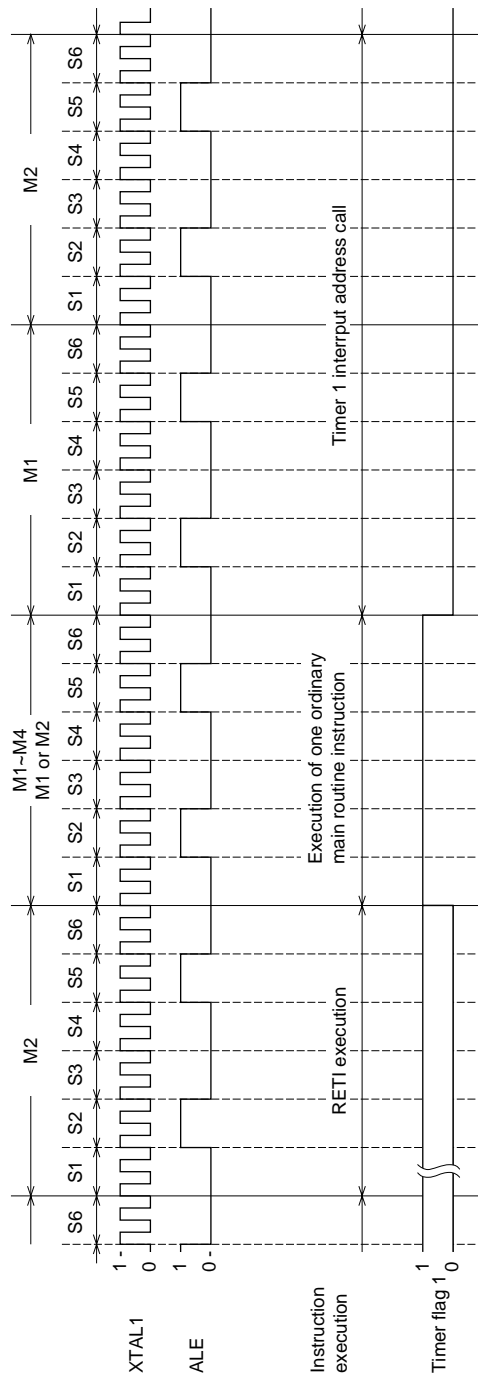 M2
M1~M4
M1 or M2
M1
M2
S6 S1 S2 S3 S4 S5 S6 S1 S2 S3 S4 S5 S6 S1 S2 S3 S4 S5 S6 S1 S2 S3 S4 S5 S6
XTAL1
1
0
ALE
1
0
Instruction
execution
RETI execution
Execution of one ordinary
main routine instruction
Timer 1 interrput address call
Timer flag 1
1
0